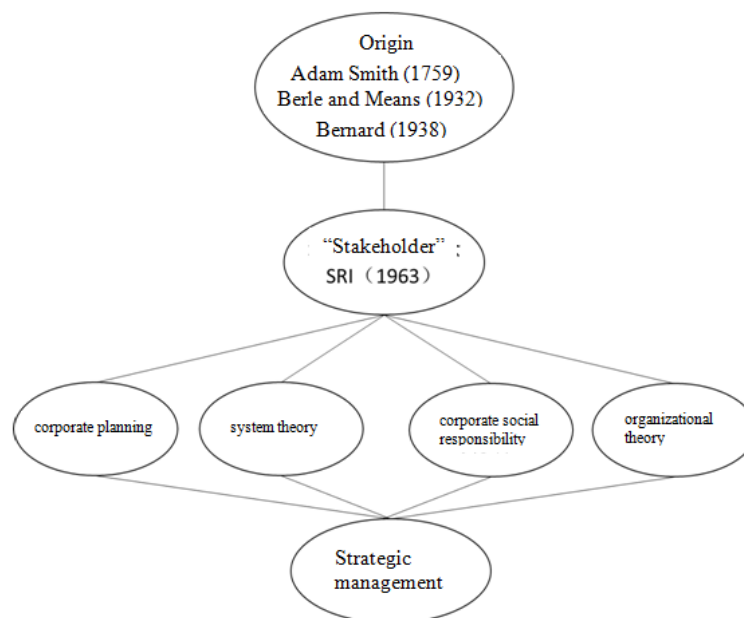 Origin
Adam Smith (1759)
Berle and Means (1932)
Bernard (1938)
“Stakeholder” ;
SRI（1963）
corporate planning
system theory
corporate social
responsibility
organizational
theory
Strategic
management